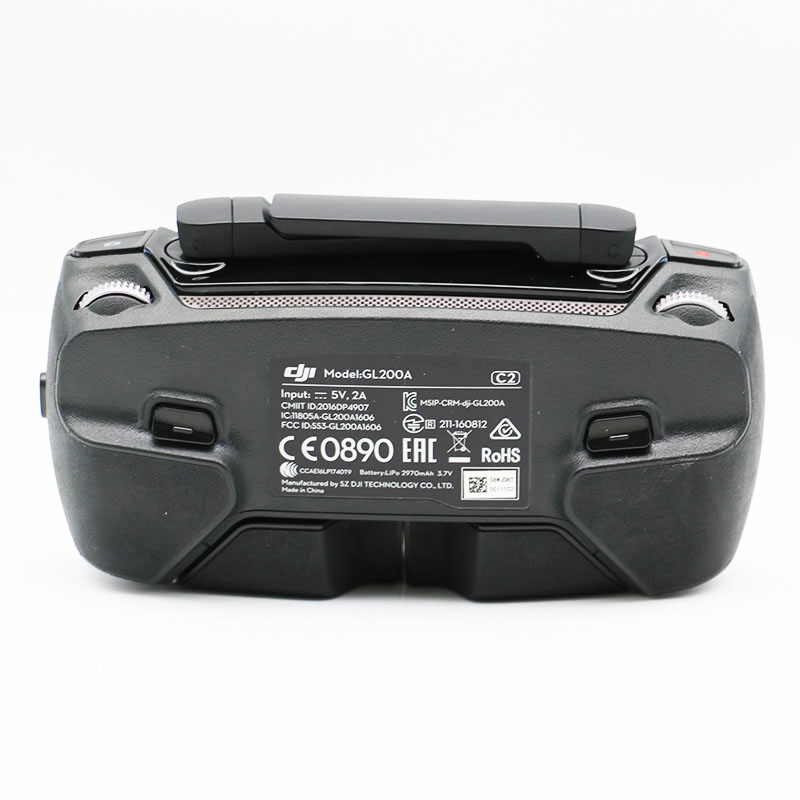 dji Model:GL200A C2
Input: ⎓ 5V, 2A
CMIIT ID:2016DP4907
IC:11805A-GL200A1606
FCC ID:SS3-GL200A1606
MSIP-CRM-dji-GL200A
R 211-160812
CE0890 EAC RoHS
CCAE16LP1740T9 Battery:LiPo 2970mAh 3.7V
Manufactured by SZ DJI TECHNOLOGY CO., LTD.
Made in China